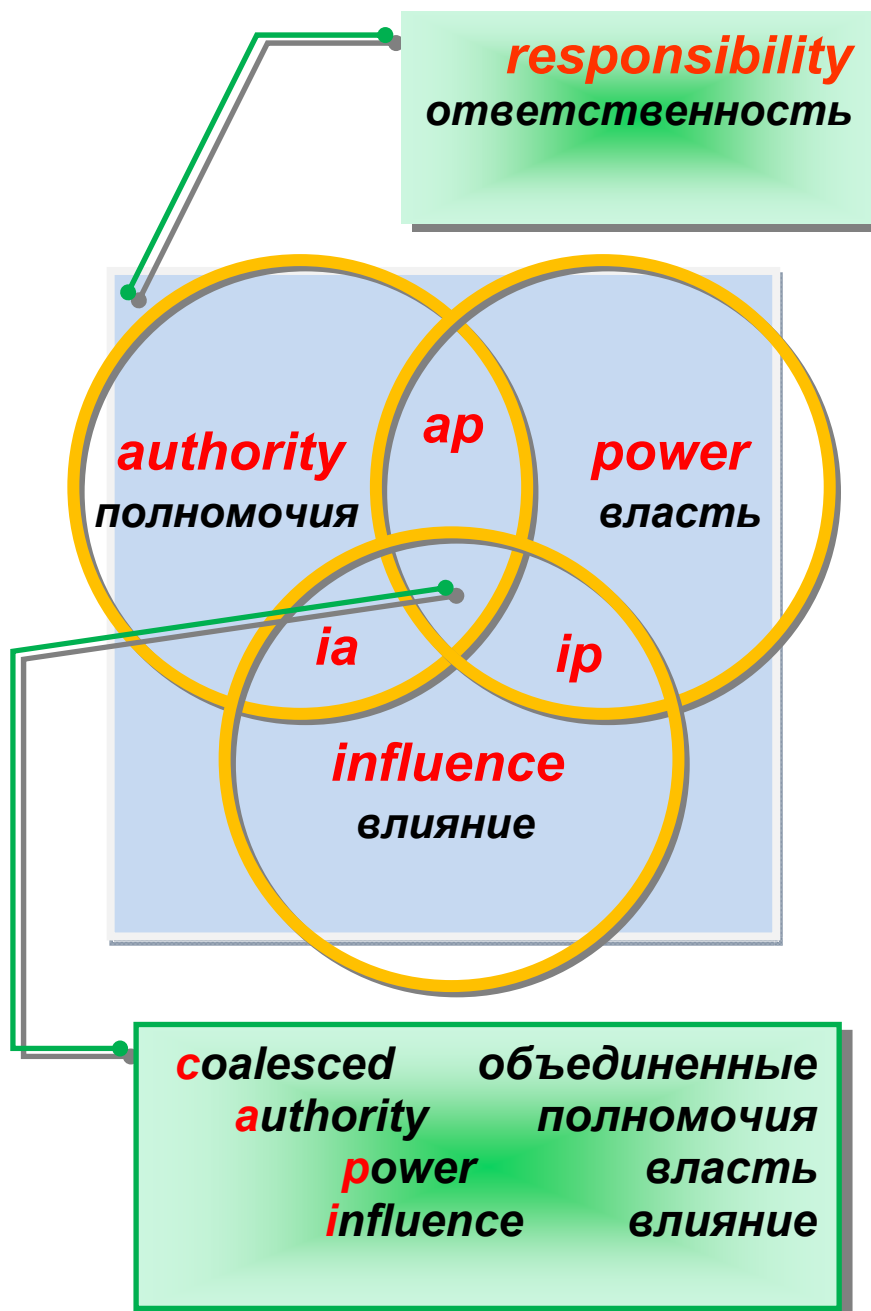 responsibility
ответственность
ap
authority power
полномочия власть
ia ip
influence
влияние
coalesced объединенные
authority полномочия
power власть
influence влияние